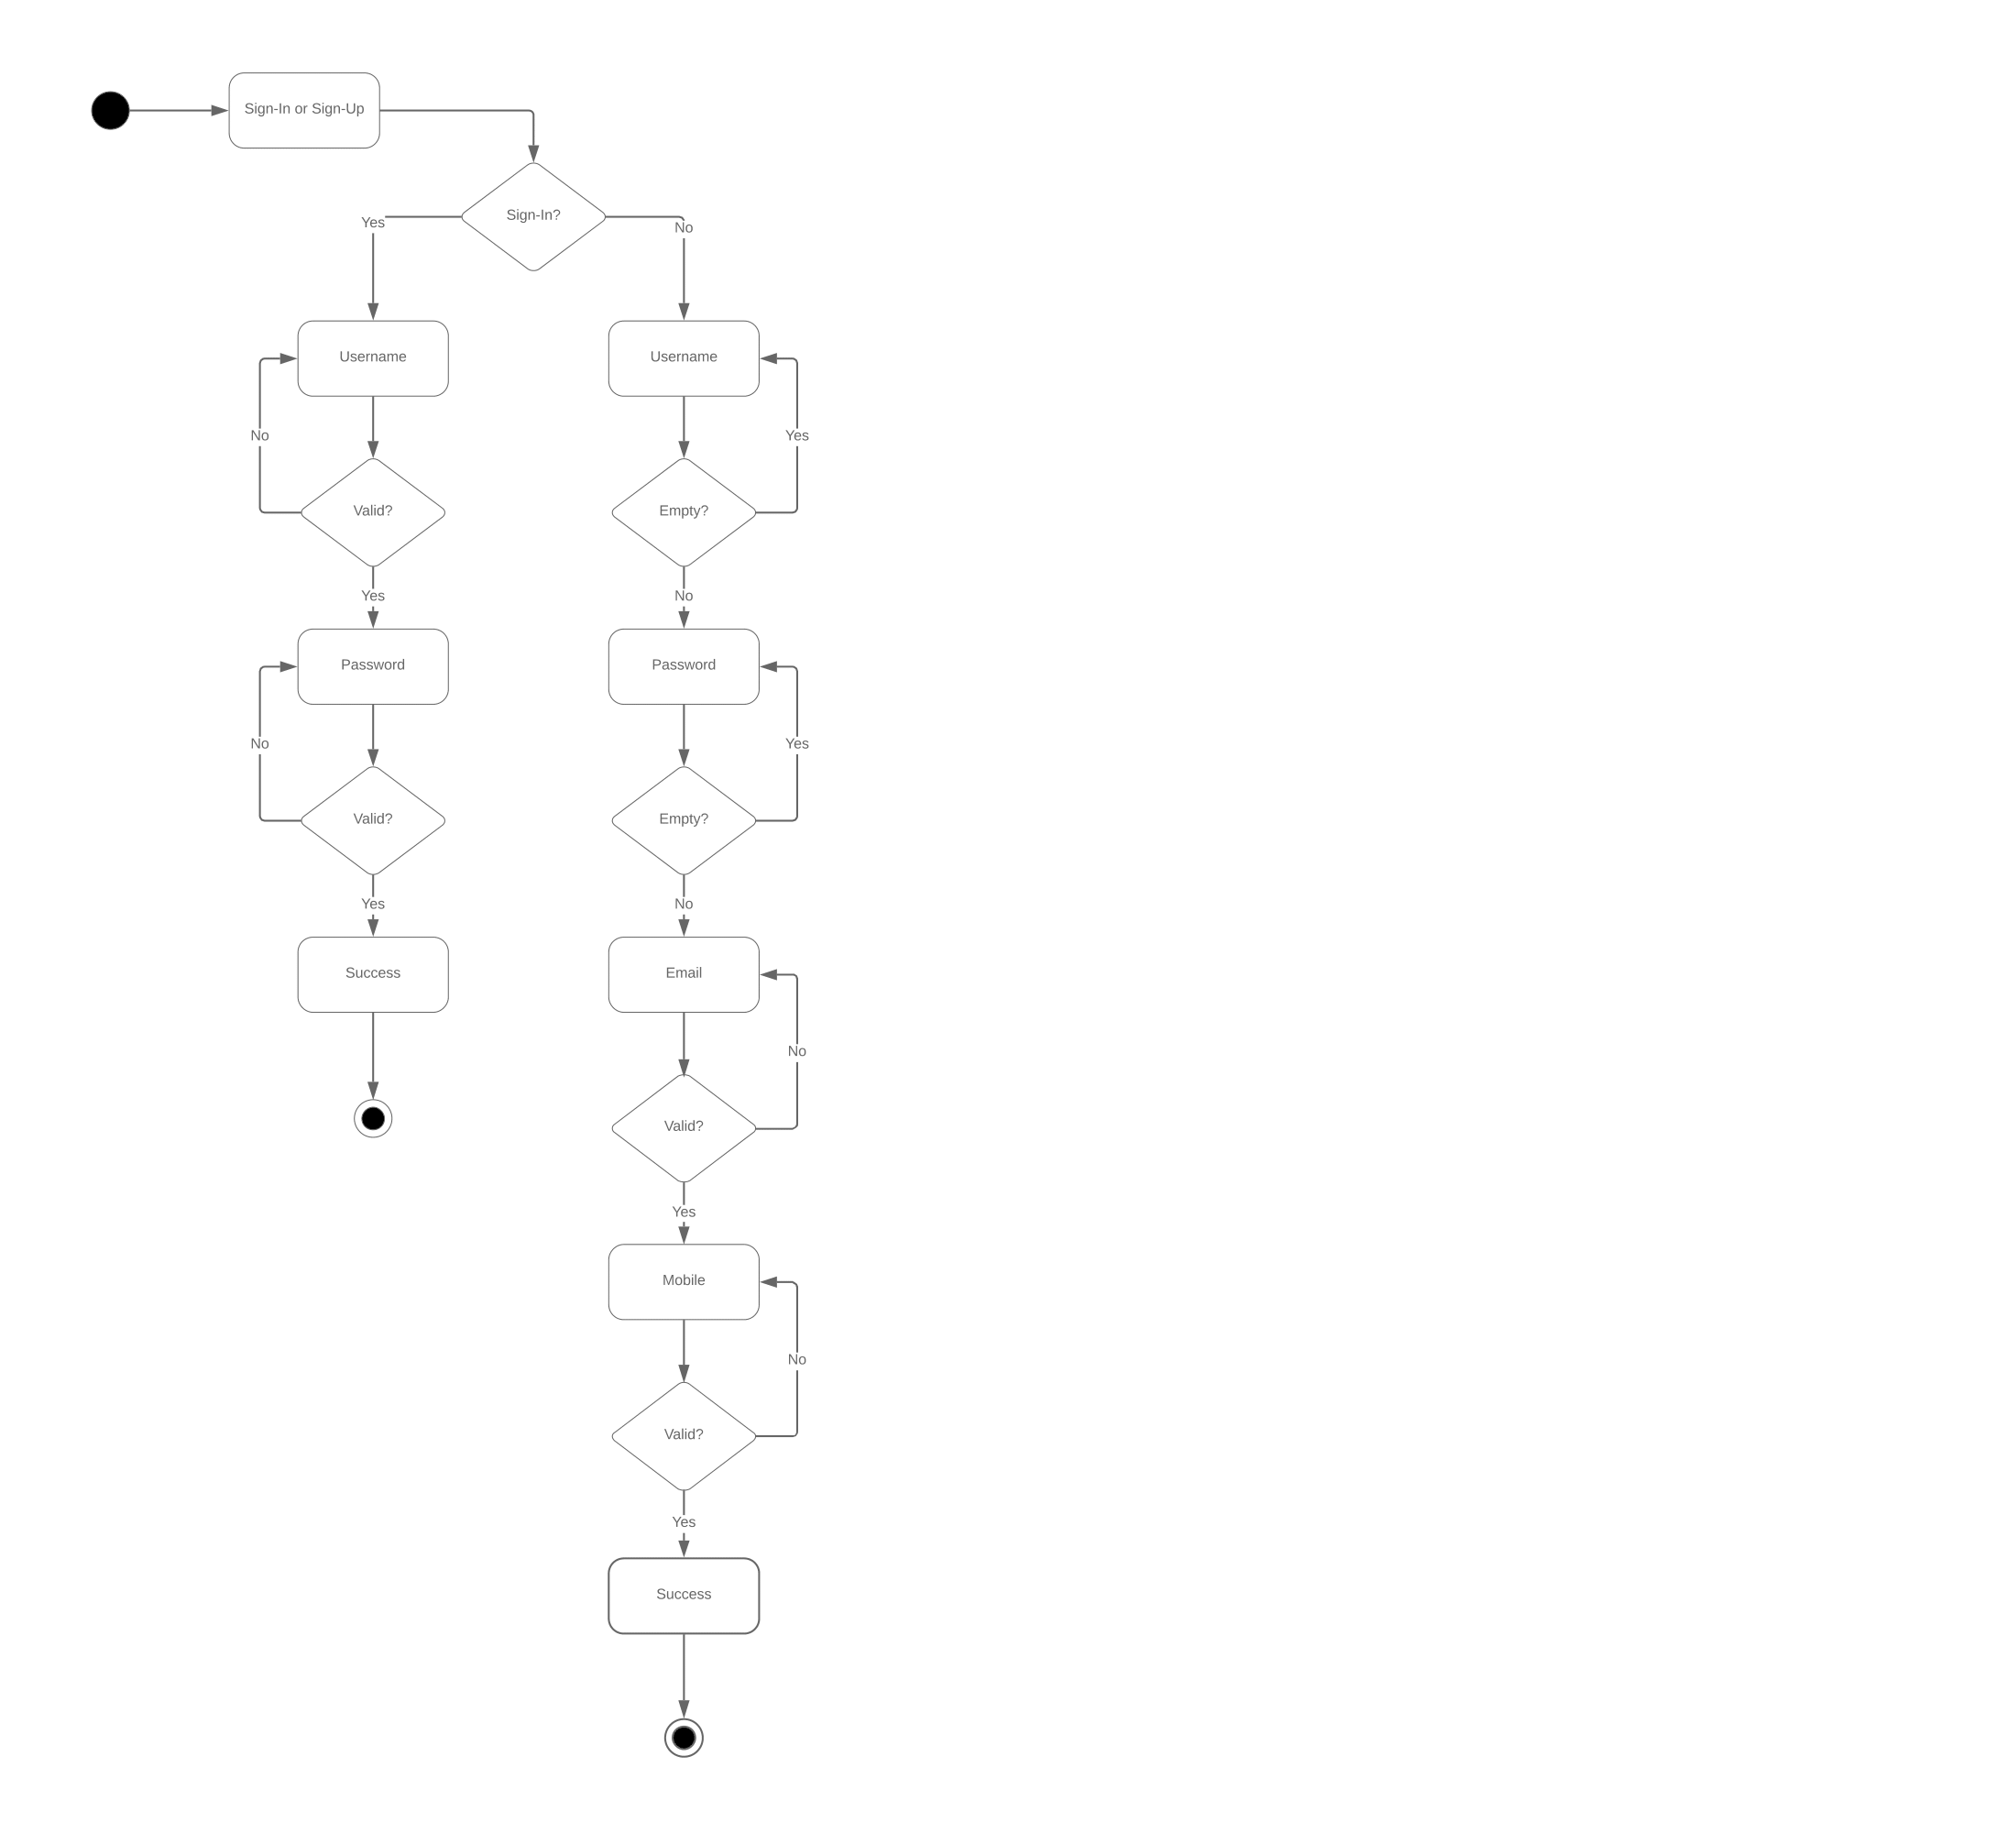 Sign-In or Sign-Up
Sign-In?
Yes
No
Username
Username
No
Yes
Valid?
Empty?
Yes
No
Password
Password
No
Yes
Valid?
Empty?
Yes
No
Success
Email
No
Valid?
Yes
Mobile
No
Valid?
Yes
Success